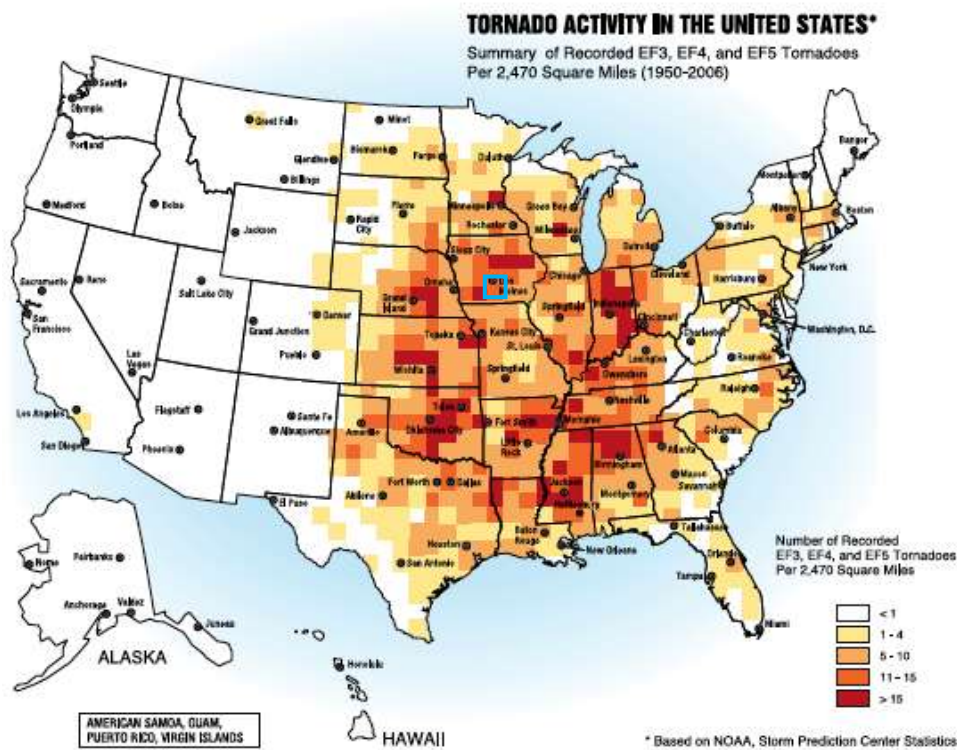 TORNADO ACTIVITY IN THE UNITED STATES*
Summary of Recorded EF3, EF4, and EF5 Tornadoes
Per 2,470 Square Miles (1950-2006)
Seattle
Olympia
Portland
Medford
Boise
Great Falls
Glendive
Billings
Jackson
Minot
Bismarck
Fargo
Duluth
Pierre
Rapid
City
Minneapolis
Rochester
Green Bay
Milwaukee
Sioux City
Bangor
Montpelier
Albany
Boston
Buffalo
Detroit
Cleveland
Harrisburg
New York
Washington, D.C.
Sacramento
Reno
San
Francisco
Salt Lake City
Las
Vegas
Los Angeles
San Diego
Grand Junction
Denver
Pueblo
Omaha
Grand
Island
Des
Moines
Chicago
Springfield
Indianapolis
Cincinnati
Charleston
Topeka
Kansas City
St. Louis
Lexington
Roanoke
Wichita
Springfield
Owensboro
Raleigh
Flagstaff
Phoenix
Santa Fe
Albuquerque
Amarillo
Tulsa
Oklahoma City
Fort Smith
Little
Rock
Memphis
Nashville
Columbia
Atlanta
Birmingham
Macon
Savannah
El Paso
Abilene
Fort Worth
Dallas
Jackson
Hattiesburg
Montgomery
Tallahassee
Baton
Rouge
New Orleans
Houston
San Antonio
Orlando
Tampa
Miami
Fairbanks
Nome
Anchorage
Valdez
Juneau
ALASKA
Honolulu
HAWAII
AMERICAN SAMOA, GUAM,
PUERTO RICO, VIRGIN ISLANDS
Number of Recorded
EF3, EF4, and EF5 Tornadoes
Per 2,470 Square Miles
< 1
1 - 4
5 - 10
11 - 15
> 15
* Based on NOAA, Storm Prediction Center Statistics